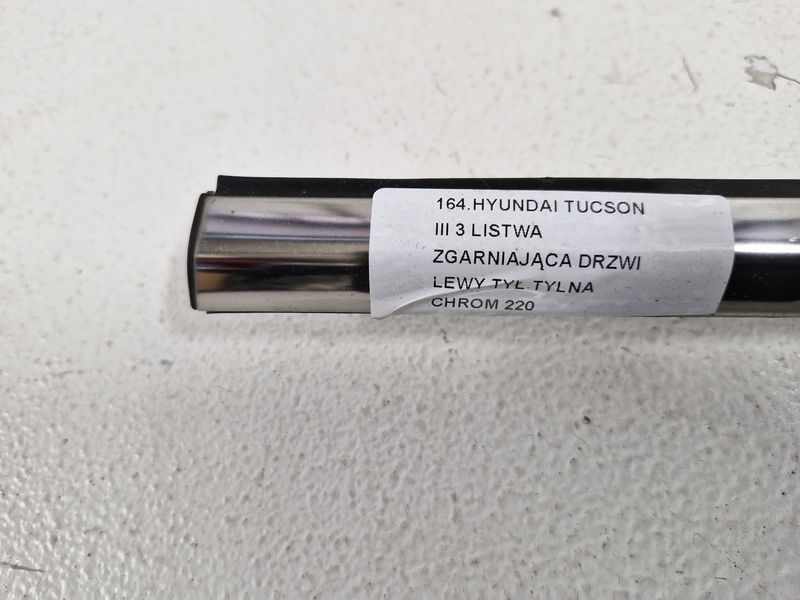 164.HYUNDAI TUCSON
III 3 LISTWA
ZGARNIAJĄCA DRZWI
LEWY TYŁ TYLNA
CHROM 220